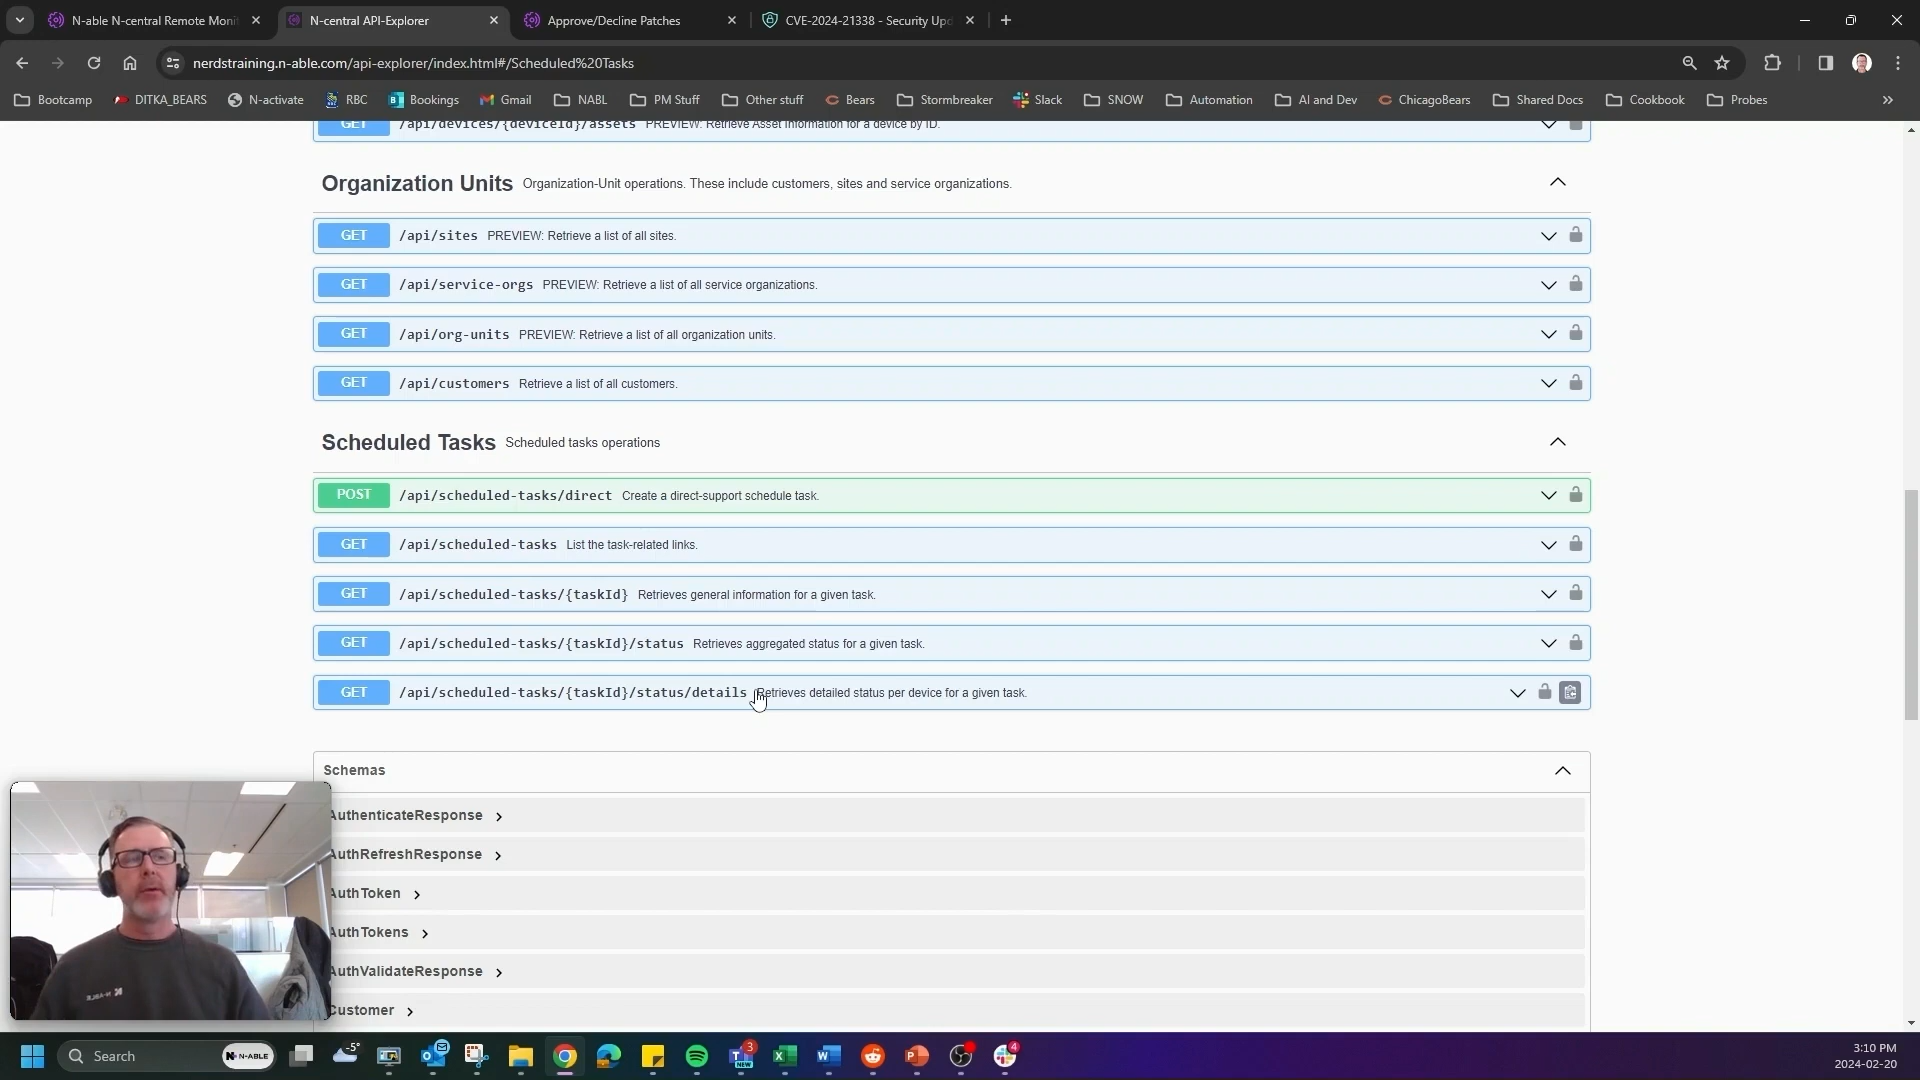 N-able N-central Remote Moni
N-central API-Explorer
Approve/Decline Patches
CVE-2024-21338 - Security Upd
nerdstraining.n-able.com/api-explorer/index.html#/Scheduled%20Tasks
Bootcamp
DITKA_BEARS
N-activate
RBC
Bookings
Gmail
NABL
PM Stuff
Other stuff
Bears
Stormbreaker
Slack
SNOW
Automation
AI and Dev
ChicagoBears
Shared Docs
Cookbook
Probes
GET /api/devices/{deviceId}/assets PREVIEW: Retrieve Asset Information for a device by ID.
Organization Units Organization-Unit operations. These include customers, sites and service organizations.
GET /api/sites PREVIEW: Retrieve a list of all sites.
GET /api/service-orgs PREVIEW: Retrieve a list of all service organizations.
GET /api/org-units PREVIEW: Retrieve a list of all organization units.
GET /api/customers Retrieve a list of all customers.
Scheduled Tasks Scheduled tasks operations
POST /api/scheduled-tasks/direct Create a direct-support schedule task.
GET /api/scheduled-tasks List the task-related links.
GET /api/scheduled-tasks/{taskId} Retrieves general information for a given task.
GET /api/scheduled-tasks/{taskId}/status Retrieves aggregated status for a given task.
GET /api/scheduled-tasks/{taskId}/status/details Retrieves detailed status per device for a given task.
Schemas
AuthenticateResponse
AuthRefreshResponse
AuthToken
AuthTokens
AuthValidateResponse
Customer
Search
N-ABLE
-5°
3
NEW
4
3:10 PM
2024-02-20